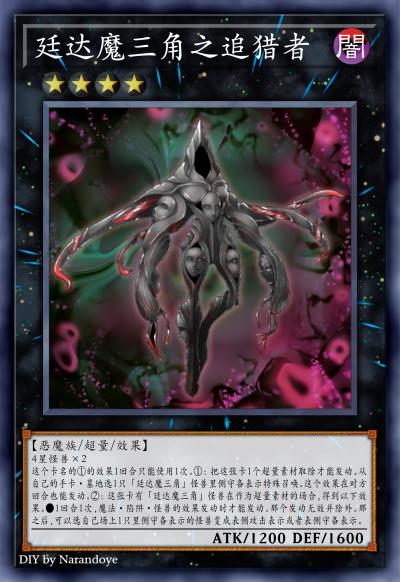 廷达魔三角之追猎者
闇
【恶魔族/超量/效果】
4星怪兽×2
这个卡名的①的效果1回合只能使用1次。①：把这张卡1个超量素材取除才能发动。从
自己的手卡·墓地选1只「廷达魔三角」怪兽里侧守备表示特殊召唤。这个效果在对方
回合也能发动。②：这张卡有「廷达魔三角」怪兽在作为超量素材的场合，得到以下效
果。●1回合1次，魔法·陷阱·怪兽的效果发动时才能发动。那个发动无效并除外。那
之后，可以选自己场上1只里侧守备表示的怪兽变成表侧攻击表示或者表侧守备表示。
ATK/1200 DEF/1600
DIY by Narandoye